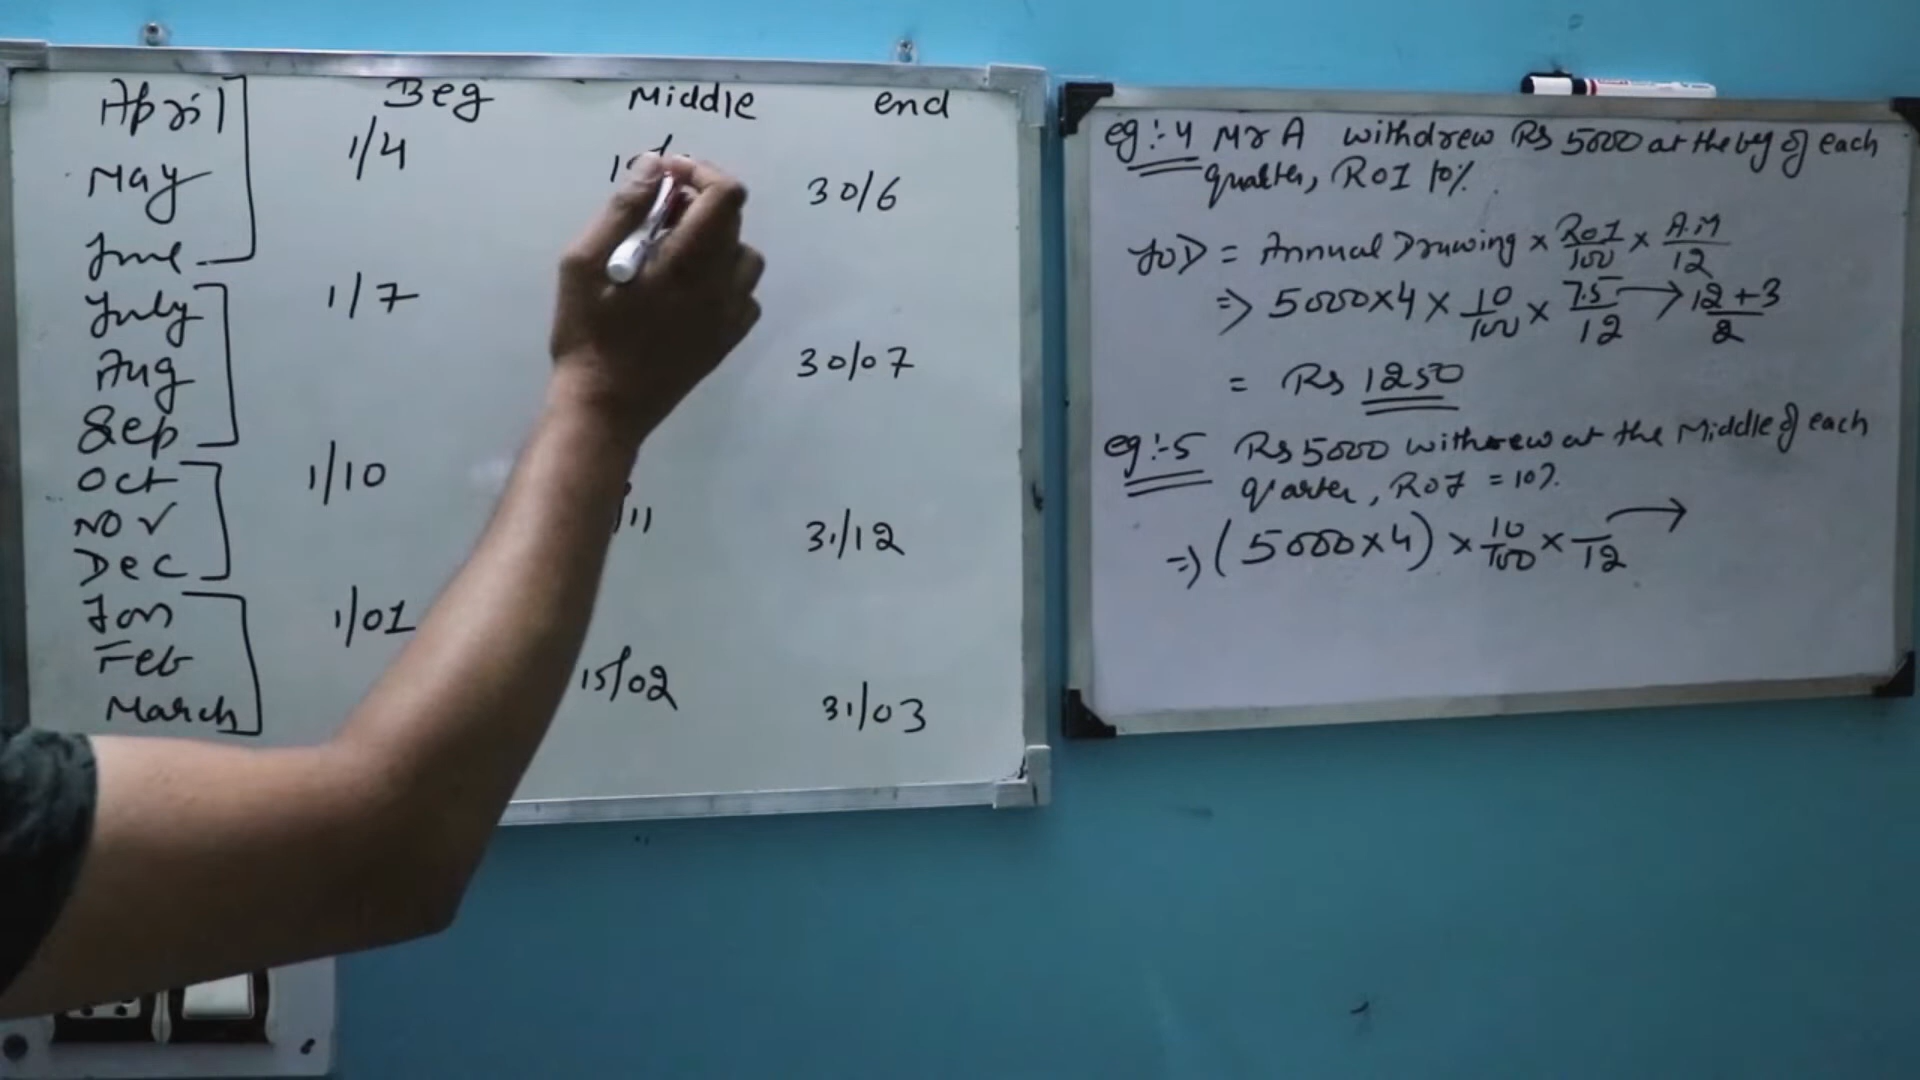 Beg Middle end
April
1/4
May
30/6
June
July
1/7
Aug
30/07
Sep
Oct
1/10
Nov
/11
31/12
Dec
Jan
1/01
Feb
15/02
March
31/03
eg:-4 Mr A withdrew Rs 5000 at the beg of each
quarter, ROI 10%.
IOD = Annual Drawing × ROI/100 × A.M/12
⇒ 5000×4 × 10/100 × 7.5/12 → 12+3/2
= Rs 1250
eg:-5 Rs 5000 withdrew at the Middle of each
quarter, ROI = 10%.
⇒ (5000×4) × 10/100 × —/12 →